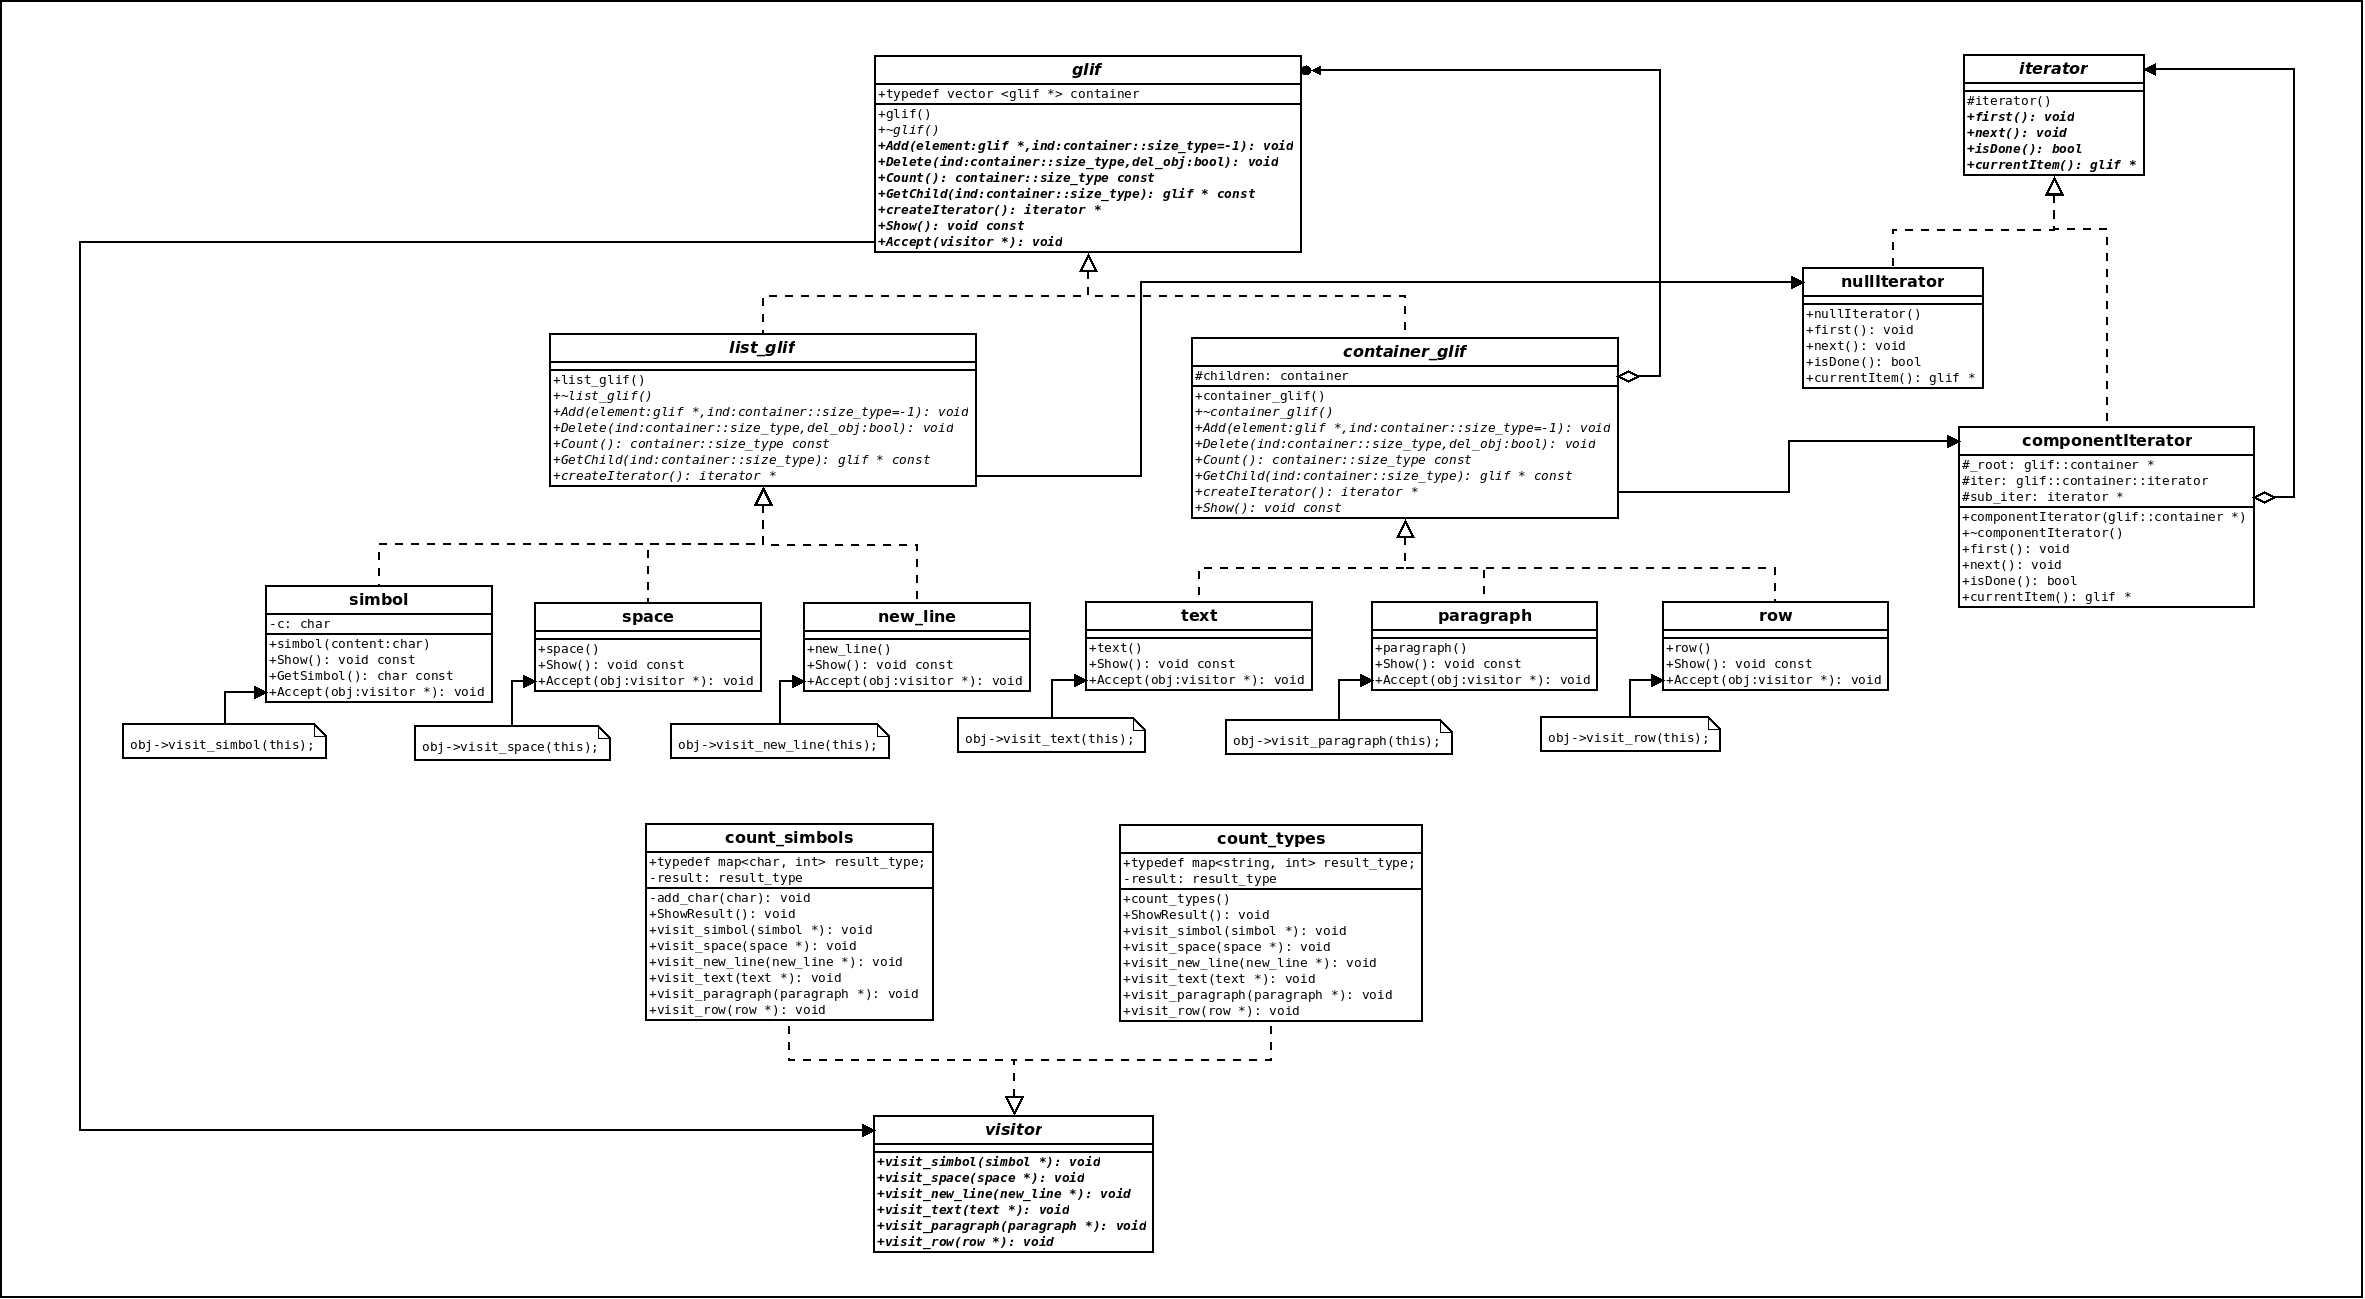 glif
+typedef vector <glif *> container
+glif()
+~glif()
+Add(element:glif *,ind:container::size_type=-1): void
+Delete(ind:container::size_type,del_obj:bool): void
+Count(): container::size_type const
+GetChild(ind:container::size_type): glif * const
+createIterator(): iterator *
+Show(): void const
+Accept(visitor *): void
iterator
#iterator()
+first(): void
+next(): void
+isDone(): bool
+currentItem(): glif *
nullIterator
+nullIterator()
+first(): void
+next(): void
+isDone(): bool
+currentItem(): glif *
list_glif
+list_glif()
+~list_glif()
+Add(element:glif *,ind:container::size_type=-1): void
+Delete(ind:container::size_type,del_obj:bool): void
+Count(): container::size_type const
+GetChild(ind:container::size_type): glif * const
+createIterator(): iterator *
container_glif
#children: container
+container_glif()
+~container_glif()
+Add(element:glif *,ind:container::size_type=-1): void
+Delete(ind:container::size_type,del_obj:bool): void
+Count(): container::size_type const
+GetChild(ind:container::size_type): glif * const
+createIterator(): iterator *
+Show(): void const
componentIterator
#_root: glif::container *
#iter: glif::container::iterator
#sub_iter: iterator *
+componentIterator(glif::container *)
+~componentIterator()
+first(): void
+next(): void
+isDone(): bool
+currentItem(): glif *
simbol
-c: char
+simbol(content:char)
+Show(): void const
+GetSimbol(): char const
+Accept(obj:visitor *): void
space
+space()
+Show(): void const
+Accept(obj:visitor *): void
new_line
+new_line()
+Show(): void const
+Accept(obj:visitor *): void
text
+text()
+Show(): void const
+Accept(obj:visitor *): void
paragraph
+paragraph()
+Show(): void const
+Accept(obj:visitor *): void
row
+row()
+Show(): void const
+Accept(obj:visitor *): void
obj->visit_simbol(this);
obj->visit_space(this);
obj->visit_new_line(this);
obj->visit_text(this);
obj->visit_paragraph(this);
obj->visit_row(this);
count_simbols
+typedef map<char, int> result_type;
-result: result_type
-add_char(char): void
+ShowResult(): void
+visit_simbol(simbol *): void
+visit_space(space *): void
+visit_new_line(new_line *): void
+visit_text(text *): void
+visit_paragraph(paragraph *): void
+visit_row(row *): void
count_types
+typedef map<string, int> result_type;
-result: result_type
+count_types()
+ShowResult(): void
+visit_simbol(simbol *): void
+visit_space(space *): void
+visit_new_line(new_line *): void
+visit_text(text *): void
+visit_paragraph(paragraph *): void
+visit_row(row *): void
visitor
+visit_simbol(simbol *): void
+visit_space(space *): void
+visit_new_line(new_line *): void
+visit_text(text *): void
+visit_paragraph(paragraph *): void
+visit_row(row *): void